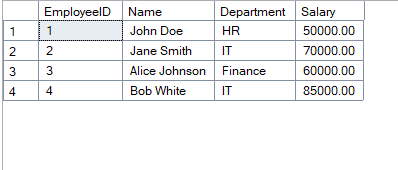 EmployeeID Name Department Salary
1 1 John Doe HR 50000.00
2 2 Jane Smith IT 70000.00
3 3 Alice Johnson Finance 60000.00
4 4 Bob White IT 85000.00